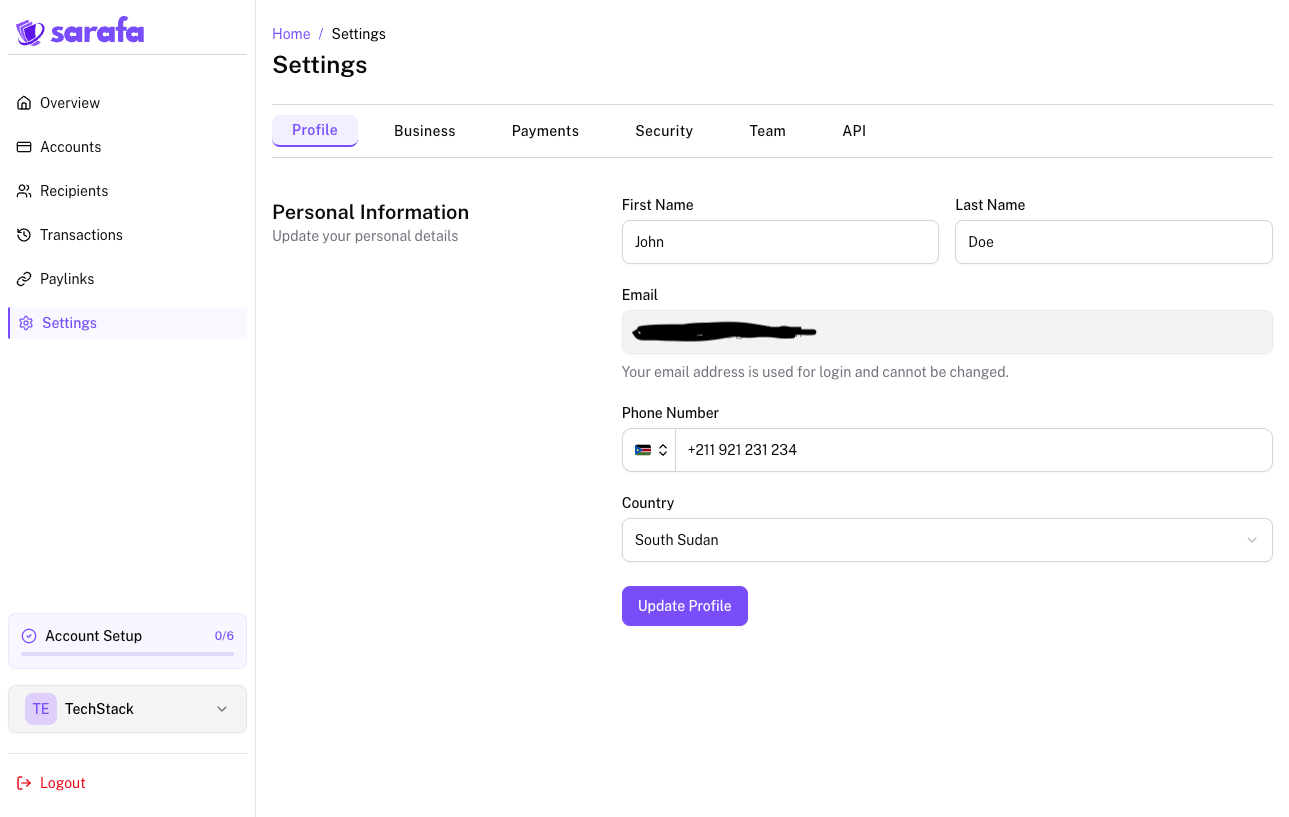 sarafa
Overview
Accounts
Recipients
Transactions
Paylinks
Settings
Account Setup 0/6
TE TechStack
Logout
Home / Settings
Settings
Profile Business Payments Security Team API
Personal Information
Update your personal details
First Name Last Name
John Doe
Email
Your email address is used for login and cannot be changed.
Phone Number
+211 921 231 234
Country
South Sudan
Update Profile